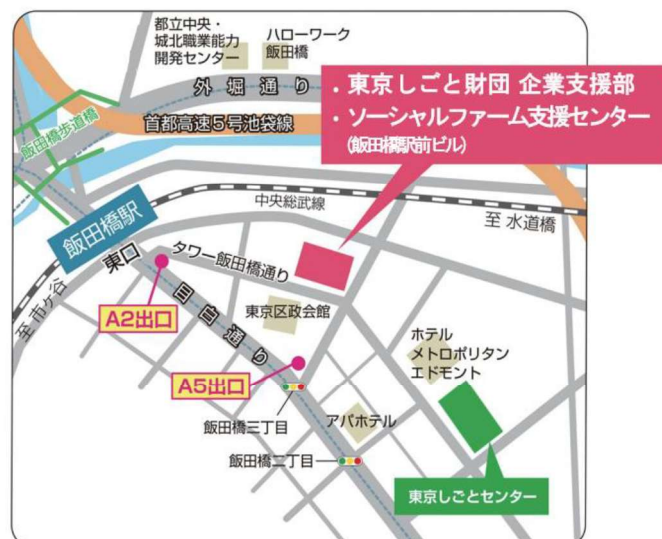 都立中央・
城北職業能力
開発センター
ハローワーク
飯田橋
外堀通り
・東京しごと財団 企業支援部
・ソーシャルファーム支援センター
(飯田橋駅前ビル)
首都高速5号池袋線
飯田橋歩道橋
中央総武線
至 水道橋
飯田橋駅
東口
タワー飯田橋通り
至 市ヶ谷
A2出口
目白通り
東京区政会館
ホテル
メトロポリタン
エドモント
A5出口
飯田橋三丁目
アパホテル
飯田橋二丁目
東京しごとセンター